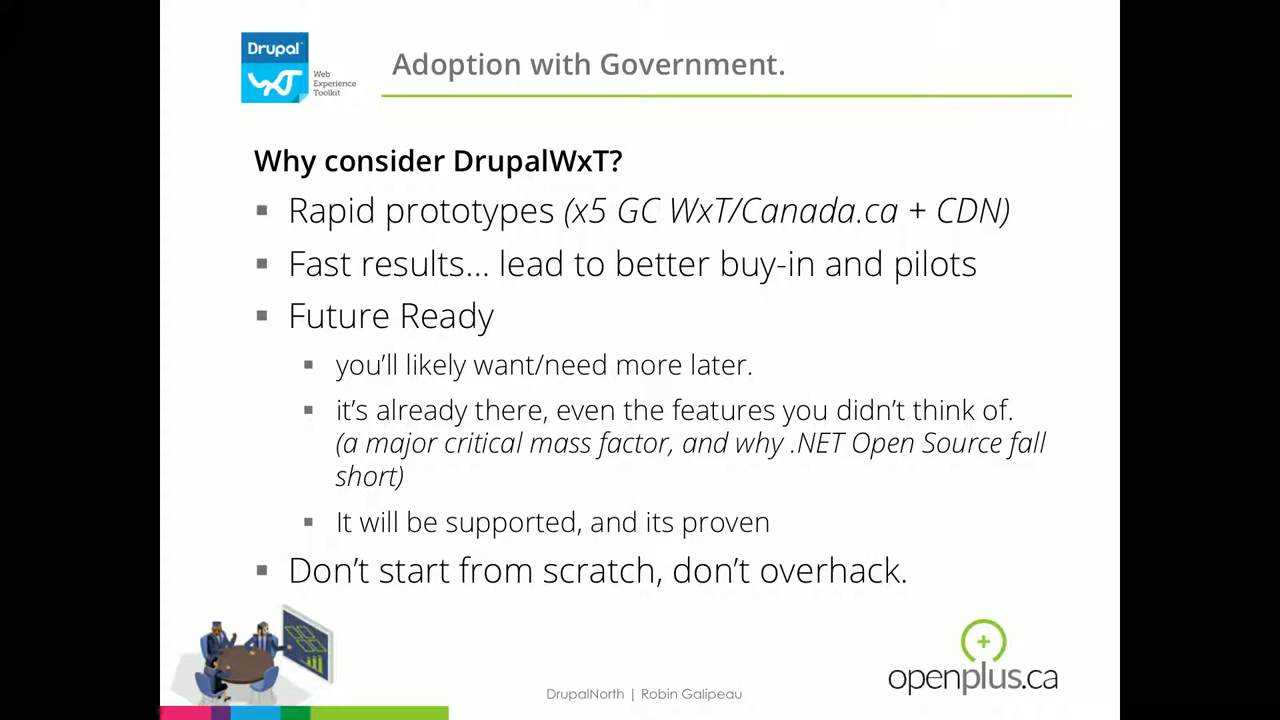 Drupal™
WxT
Web
Experience
Toolkit
Adoption with Government.
Why consider DrupalWxT?
▪ Rapid prototypes (x5 GC WxT/Canada.ca + CDN)
▪ Fast results... lead to better buy-in and pilots
▪ Future Ready
▪ you'll likely want/need more later.
▪ it's already there, even the features you didn't think of.
(a major critical mass factor, and why .NET Open Source fall
short)
▪ It will be supported, and its proven
▪ Don't start from scratch, don't overhack.
openplus.ca
DrupalNorth | Robin Galipeau